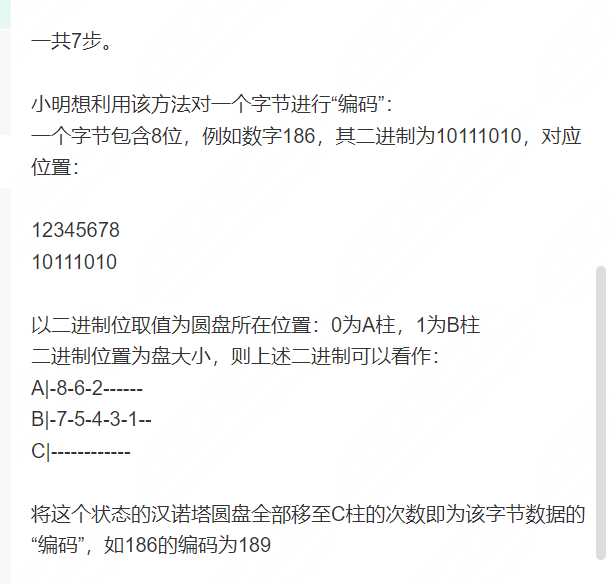 一共7步。
小明想利用该方法对一个字节进行“编码”：
一个字节包含8位，例如数字186，其二进制为10111010，对应
位置：
12345678
10111010
以二进制位取值为圆盘所在位置：0为A柱，1为B柱
二进制位置为盘大小，则上述二进制可以看作：
A|-8-6-2------
B|-7-5-4-3-1--
C|------------
将这个状态的汉诺塔圆盘全部移至C柱的次数即为该字节数据的
“编码”，如186的编码为189